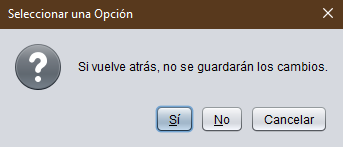 Seleccionar una Opción
Si vuelve atrás, no se guardarán los cambios.
Sí No Cancelar